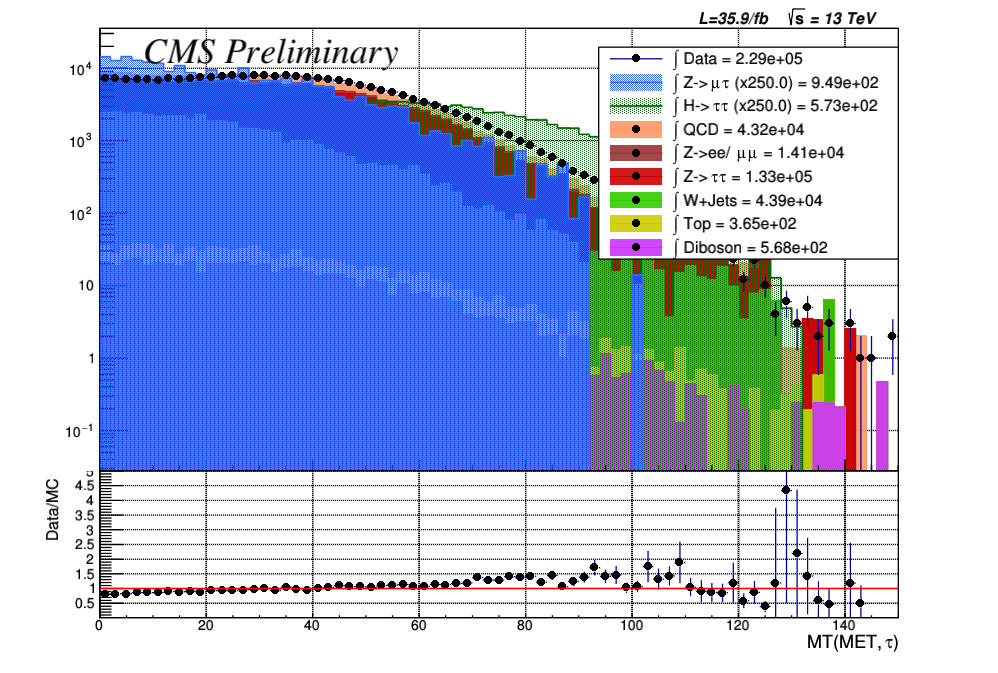 L=35.9/fb √s = 13 TeV
CMS Preliminary
∫ Data = 2.29e+05
∫ Z->μτ (x250.0) = 9.49e+02
∫ H->ττ (x250.0) = 5.73e+02
∫ QCD = 4.32e+04
∫ Z->ee/ μμ = 1.41e+04
∫ Z->ττ = 1.33e+05
∫ W+Jets = 4.39e+04
∫ Top = 3.65e+02
∫ Diboson = 5.68e+02
10⁴
10³
10²
10
1
10⁻¹
Data/MC
5
4.5
4
3.5
3
2.5
2
1.5
1
0.5
0 20 40 60 80 100 120 140
MT(MET, τ)